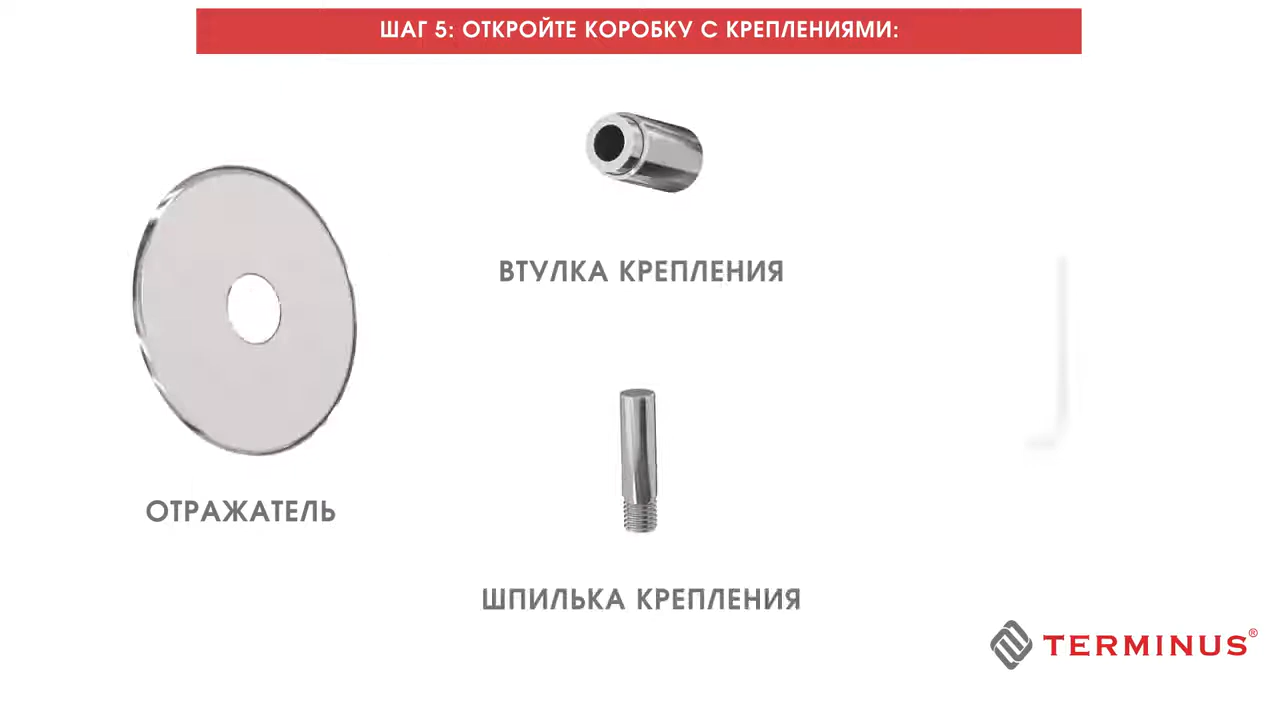 ШАГ 5: ОТКРОЙТЕ КОРОБКУ С КРЕПЛЕНИЯМИ:
ВТУЛКА КРЕПЛЕНИЯ
ОТРАЖАТЕЛЬ
ШПИЛЬКА КРЕПЛЕНИЯ
TERMINUS®